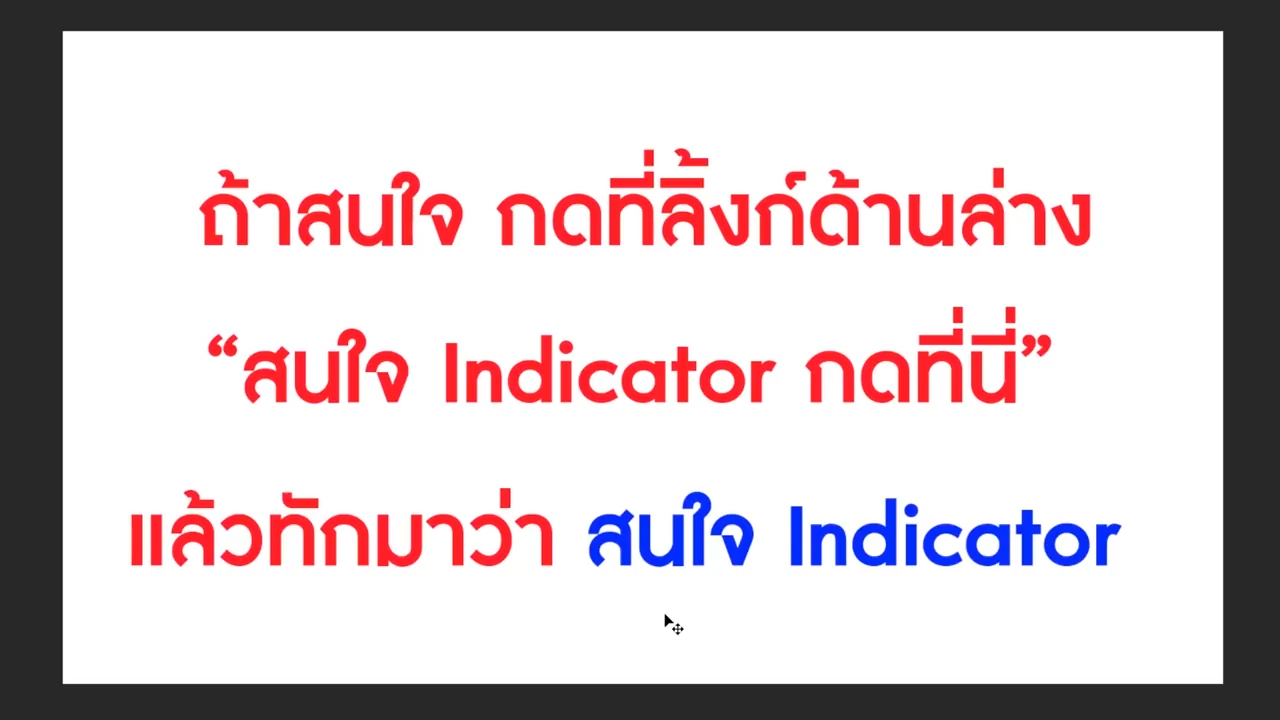 ถ้าสนใจ กดที่ลิ้งก์ด้านล่าง
“สนใจ Indicator กดที่นี่”
แล้วทักมาว่า สนใจ Indicator